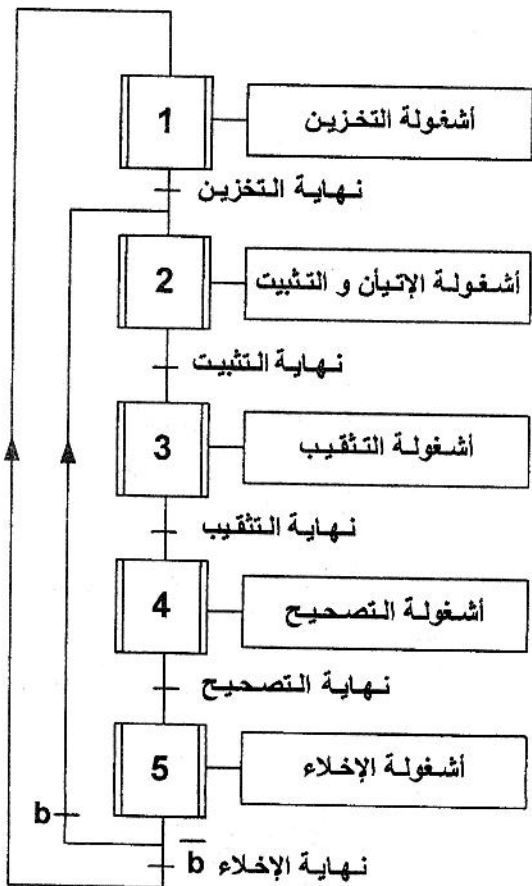 1
أشغولة التخزين
نهاية التخزين
2
أشغولة الإتيأن و التثبيت
نهاية التثبيت
3
أشغولة التثقيب
نهاية التثقيب
4
أشغولة التصحيح
نهاية التصحيح
5
أشغولة الإخلاء
b
b̅ نهاية الإخلاء